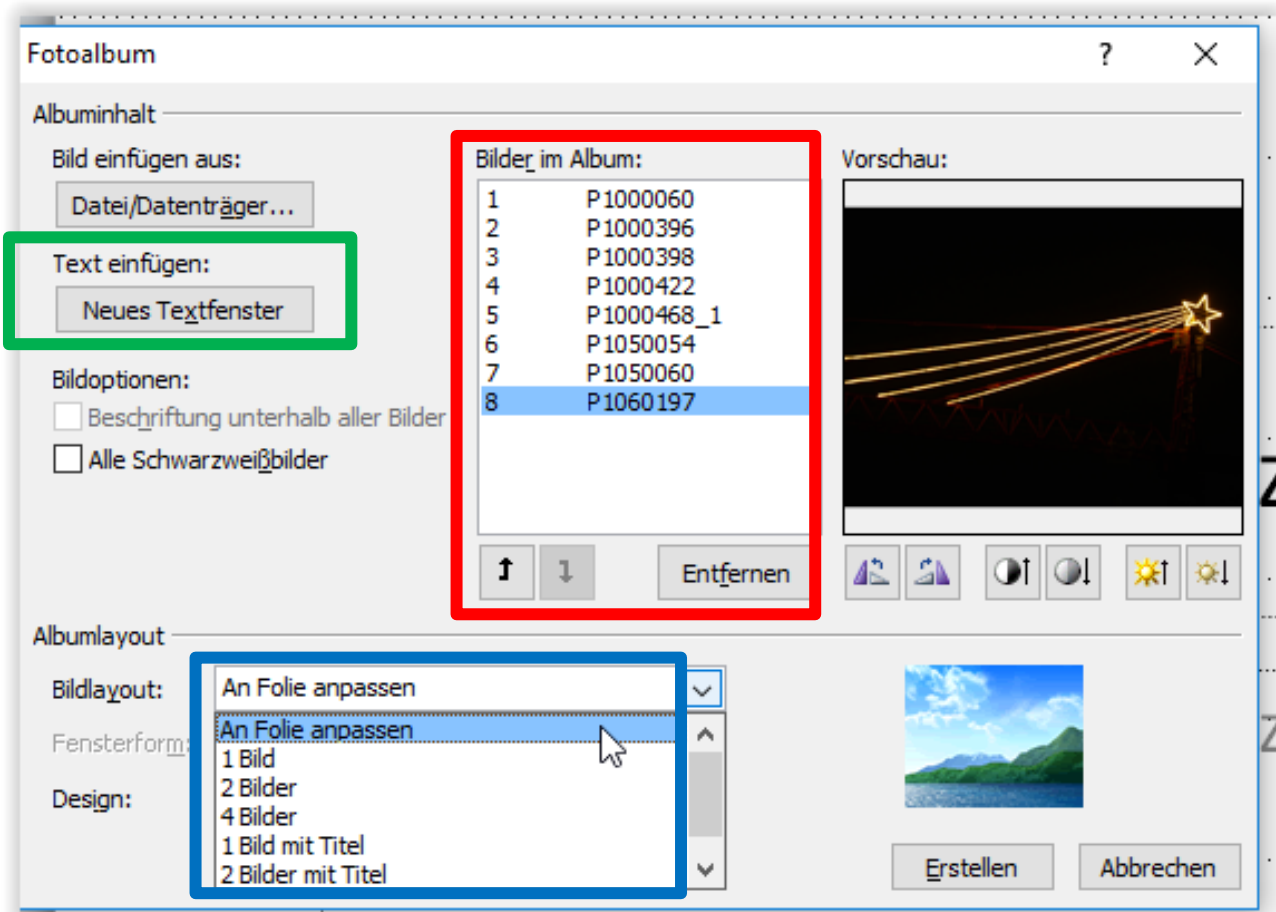 Fotoalbum
?
Albuminhalt
Bild einfügen aus:
Datei/Datenträger...
Text einfügen:
Neues Textfenster
Bildoptionen:
Beschriftung unterhalb aller Bilder
Alle Schwarzweißbilder
Bilder im Album:
1 P1000060
2 P1000396
3 P1000398
4 P1000422
5 P1000468_1
6 P1050054
7 P1050060
8 P1060197
Entfernen
Vorschau:
Albumlayout
Bildlayout: An Folie anpassen
An Folie anpassen
1 Bild
2 Bilder
4 Bilder
1 Bild mit Titel
2 Bilder mit Titel
Fensterform:
Design:
Erstellen
Abbrechen